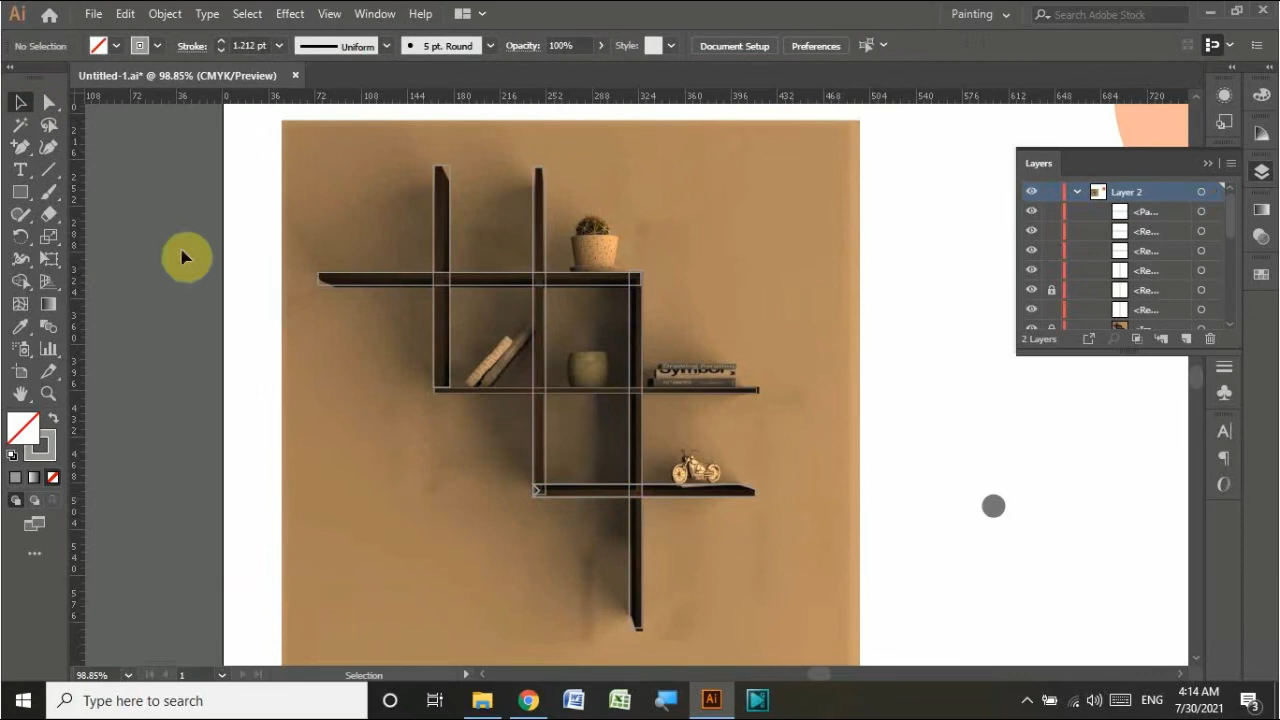 Ai File Edit Object Type Select Effect View Window Help Painting Search Adobe Stock
No Selection Stroke: 1.212 pt Uniform 5 pt. Round Opacity: 100% Style: Document Setup Preferences
Untitled-1.ai* @ 98.85% (CMYK/Preview) ×
108 72 36 0 36 72 108 144 180 216 252 288 324 360 396 432 468 504 540 576 612 648 684 720
Layers
Layer 2
<Pa...
<Re...
<Re...
<Re...
<Re...
<Re...
2 Layers
Symbol
98.85% 1 Selection
Type here to search
Ai
ENG
4:14 AM
7/30/2021
3